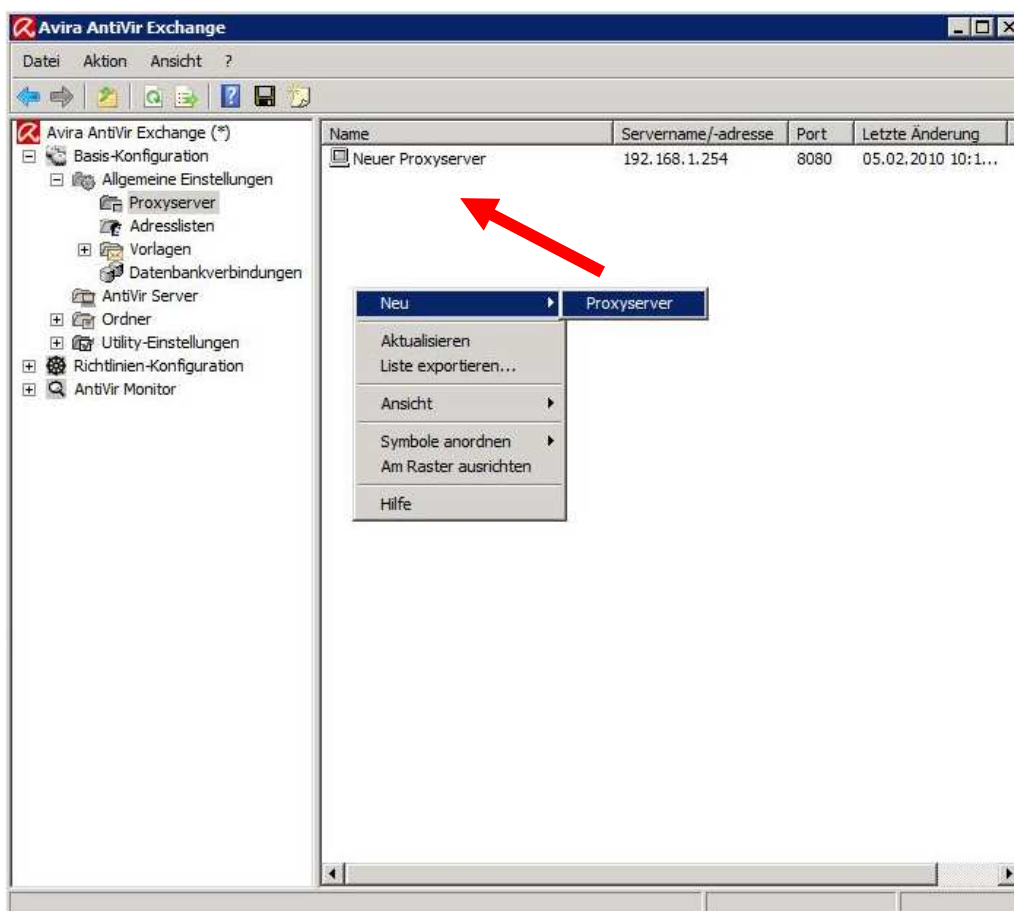 Avira AntiVir Exchange
Datei Aktion Ansicht ?
Avira AntiVir Exchange (*)
Basis-Konfiguration
Allgemeine Einstellungen
Proxyserver
Adresslisten
Vorlagen
Datenbankverbindungen
AntiVir Server
Ordner
Utility-Einstellungen
Richtlinien-Konfiguration
AntiVir Monitor
Name Servername/-adresse Port Letzte Änderung
Neuer Proxyserver 192.168.1.254 8080 05.02.2010 10:1...
Neu Proxyserver
Aktualisieren
Liste exportieren...
Ansicht
Symbole anordnen
Am Raster ausrichten
Hilfe